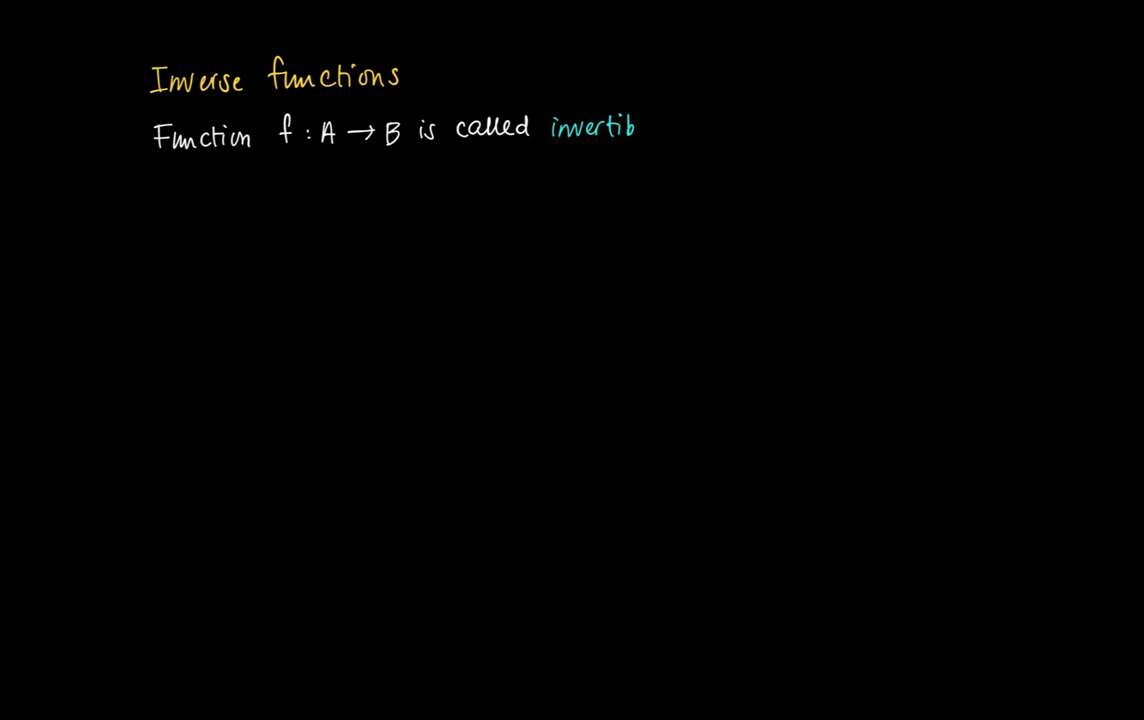 Inverse functions
Function f : A → B is called invertib